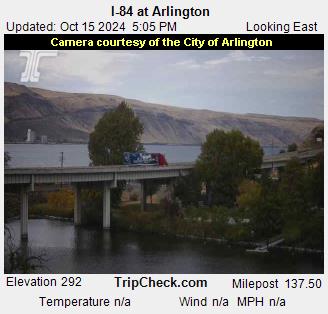 I-84 at Arlington
Updated: Oct 15 2024 5:05 PM Looking East
Camera courtesy of the City of Arlington
Elevation 292 TripCheck.com Milepost 137.50
Temperature n/a Wind n/a MPH n/a